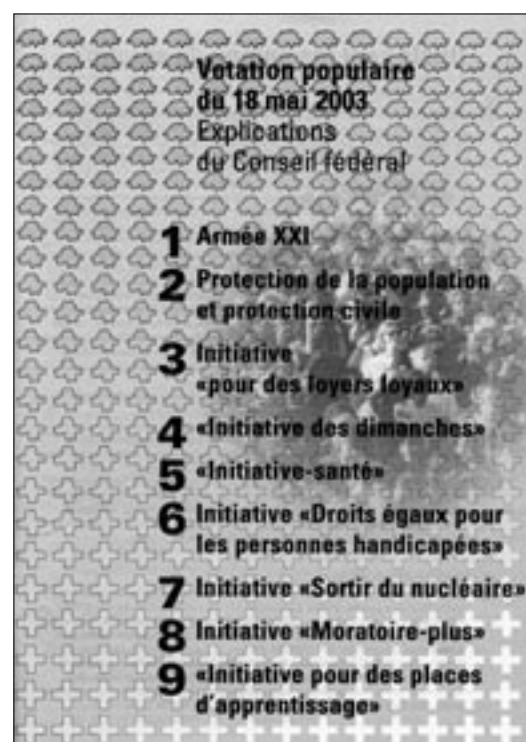 Votation populaire
du 18 mai 2003
Explications
du Conseil fédéral
1 Armée XXI
2 Protection de la population
et protection civile
3 Initiative
«pour des loyers loyaux»
4 «Initiative des dimanches»
5 «Initiative-santé»
6 Initiative «Droits égaux pour
les personnes handicapées»
7 Initiative «Sortir du nucléaire»
8 Initiative «Moratoire-plus»
9 «Initiative pour des places
d'apprentissage»